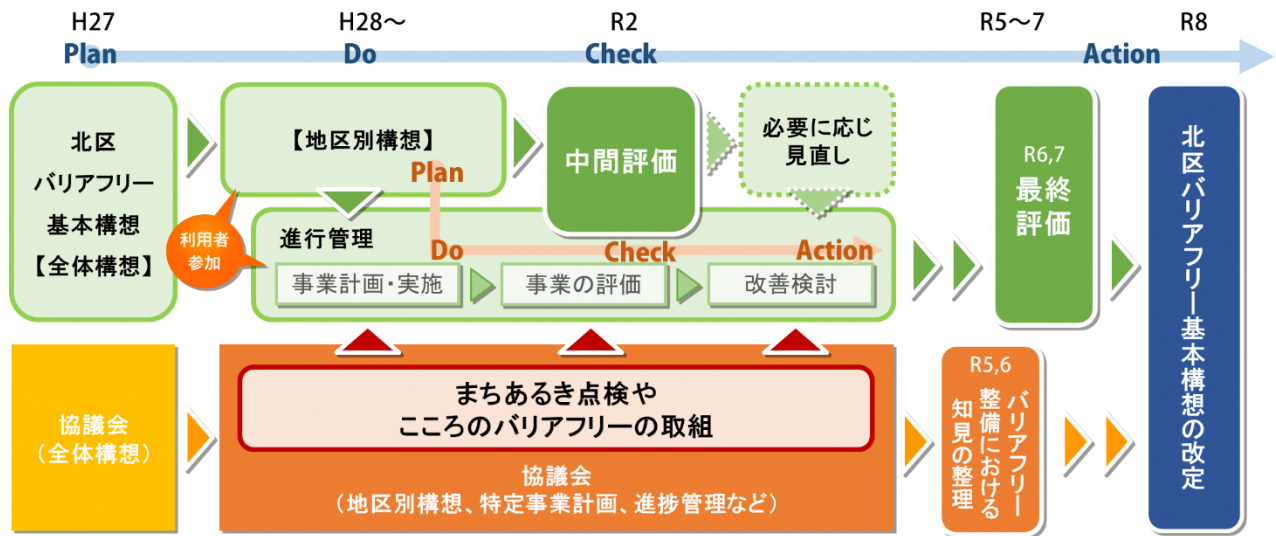 H27
H28～
R2
R5～7
R8
Plan
Do
Check
Action
北区
バリアフリー
基本構想
【全体構想】
【地区別構想】
Plan
中間評価
必要に応じ
見直し
利用者
参加
進行管理
Do
Check
Action
事業計画・実施
事業の評価
改善検討
R6,7
最終
評価
北区バリアフリー基本構想の改定
協議会
（全体構想）
まちあるき点検や
こころのバリアフリーの取組
協議会
（地区別構想、特定事業計画、進捗管理など）
R5,6
バリアフリー
整備における
知見の整理